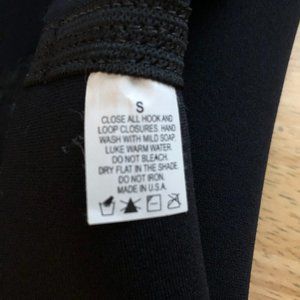 S
CLOSE ALL HOOK AND
LOOP CLOSURES. HAND
WASH WITH MILD SOAP,
LUKE WARM WATER.
DO NOT BLEACH.
DRY FLAT IN THE SHADE.
DO NOT IRON.
MADE IN U.S.A.